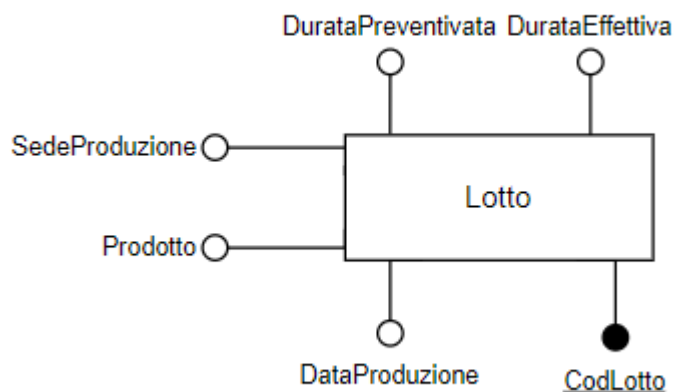 DurataPreventivata DurataEffettiva
SedeProduzione
Lotto
Prodotto
DataProduzione
CodLotto